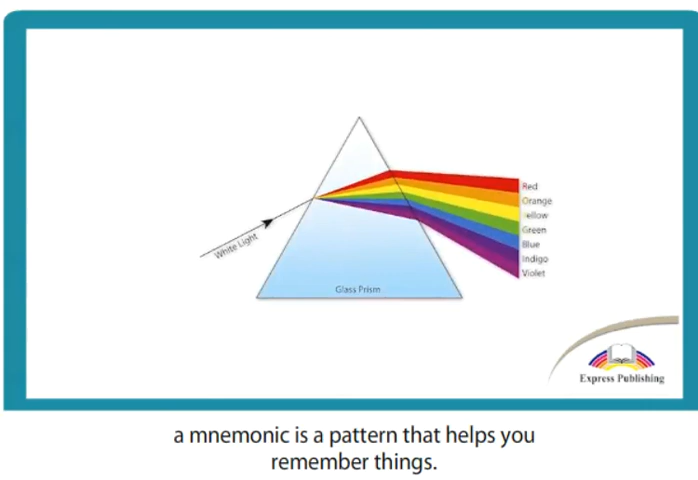 Red
Orange
Yellow
Green
Blue
Indigo
Violet
White Light
Glass Prism
Express Publishing
a mnemonic is a pattern that helps you
remember things.